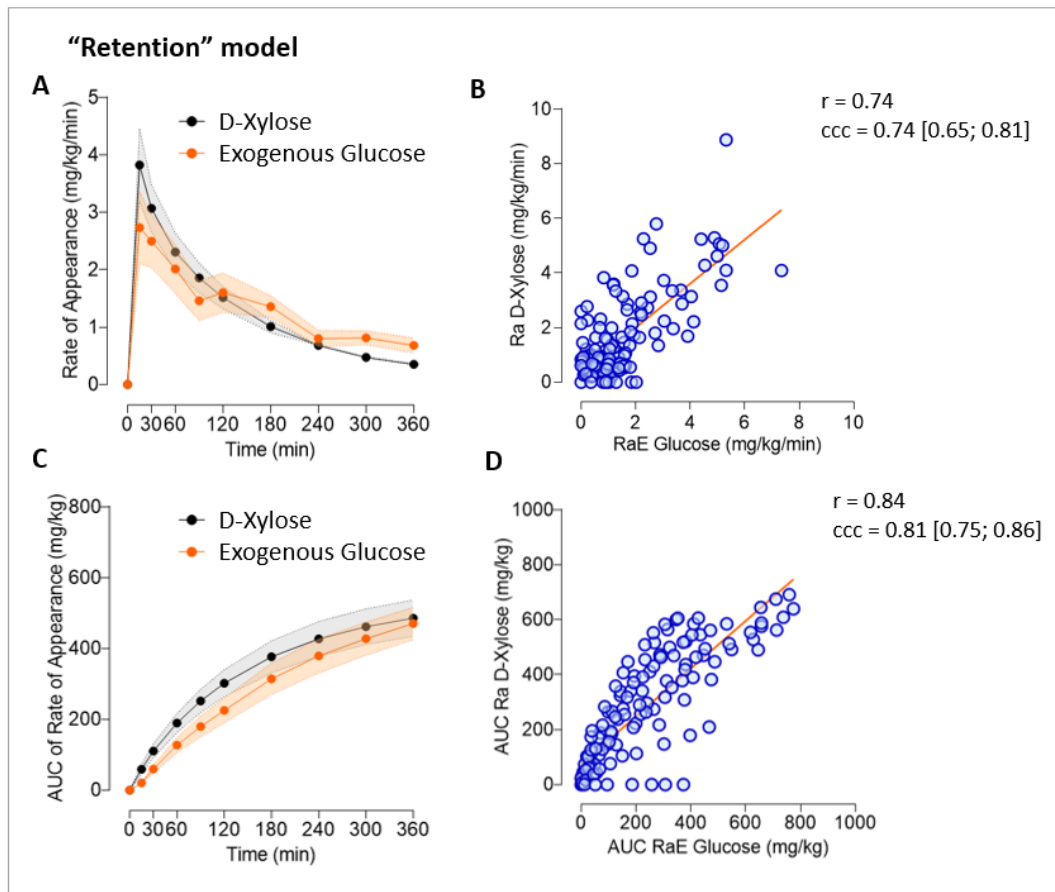 “Retention” model
A
Rate of Appearance (mg/kg/min)
5
4
3
2
1
0
D-Xylose
Exogenous Glucose
0 30 60 120 180 240 300 360
Time (min)
B
r = 0.74
ccc = 0.74 [0.65; 0.81]
Ra D-Xylose (mg/kg/min)
10
8
6
4
2
0
0 2 4 6 8 10
RaE Glucose (mg/kg/min)
C
AUC of Rate of Appearance (mg/kg)
800
600
400
200
0
D-Xylose
Exogenous Glucose
0 30 60 120 180 240 300 360
Time (min)
D
r = 0.84
ccc = 0.81 [0.75; 0.86]
AUC Ra D-Xylose (mg/kg)
1000
800
600
400
200
0
0 200 400 600 800 1000
AUC RaE Glucose (mg/kg)